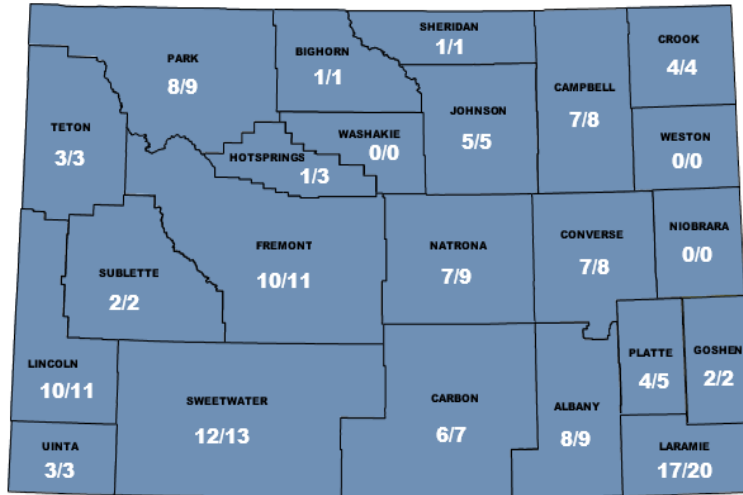 SHERIDAN
1/1
PARK
8/9
BIGHORN
1/1
CROOK
4/4
CAMPBELL
7/8
JOHNSON
5/5
TETON
3/3
WASHAKIE
0/0
HOTSPRINGS
1/3
WESTON
0/0
NIOBRARA
0/0
CONVERSE
7/8
NATRONA
7/9
FREMONT
10/11
SUBLETTE
2/2
LINCOLN
10/11
SWEETWATER
12/13
CARBON
6/7
ALBANY
8/9
PLATTE
4/5
GOSHEN
2/2
UINTA
3/3
LARAMIE
17/20